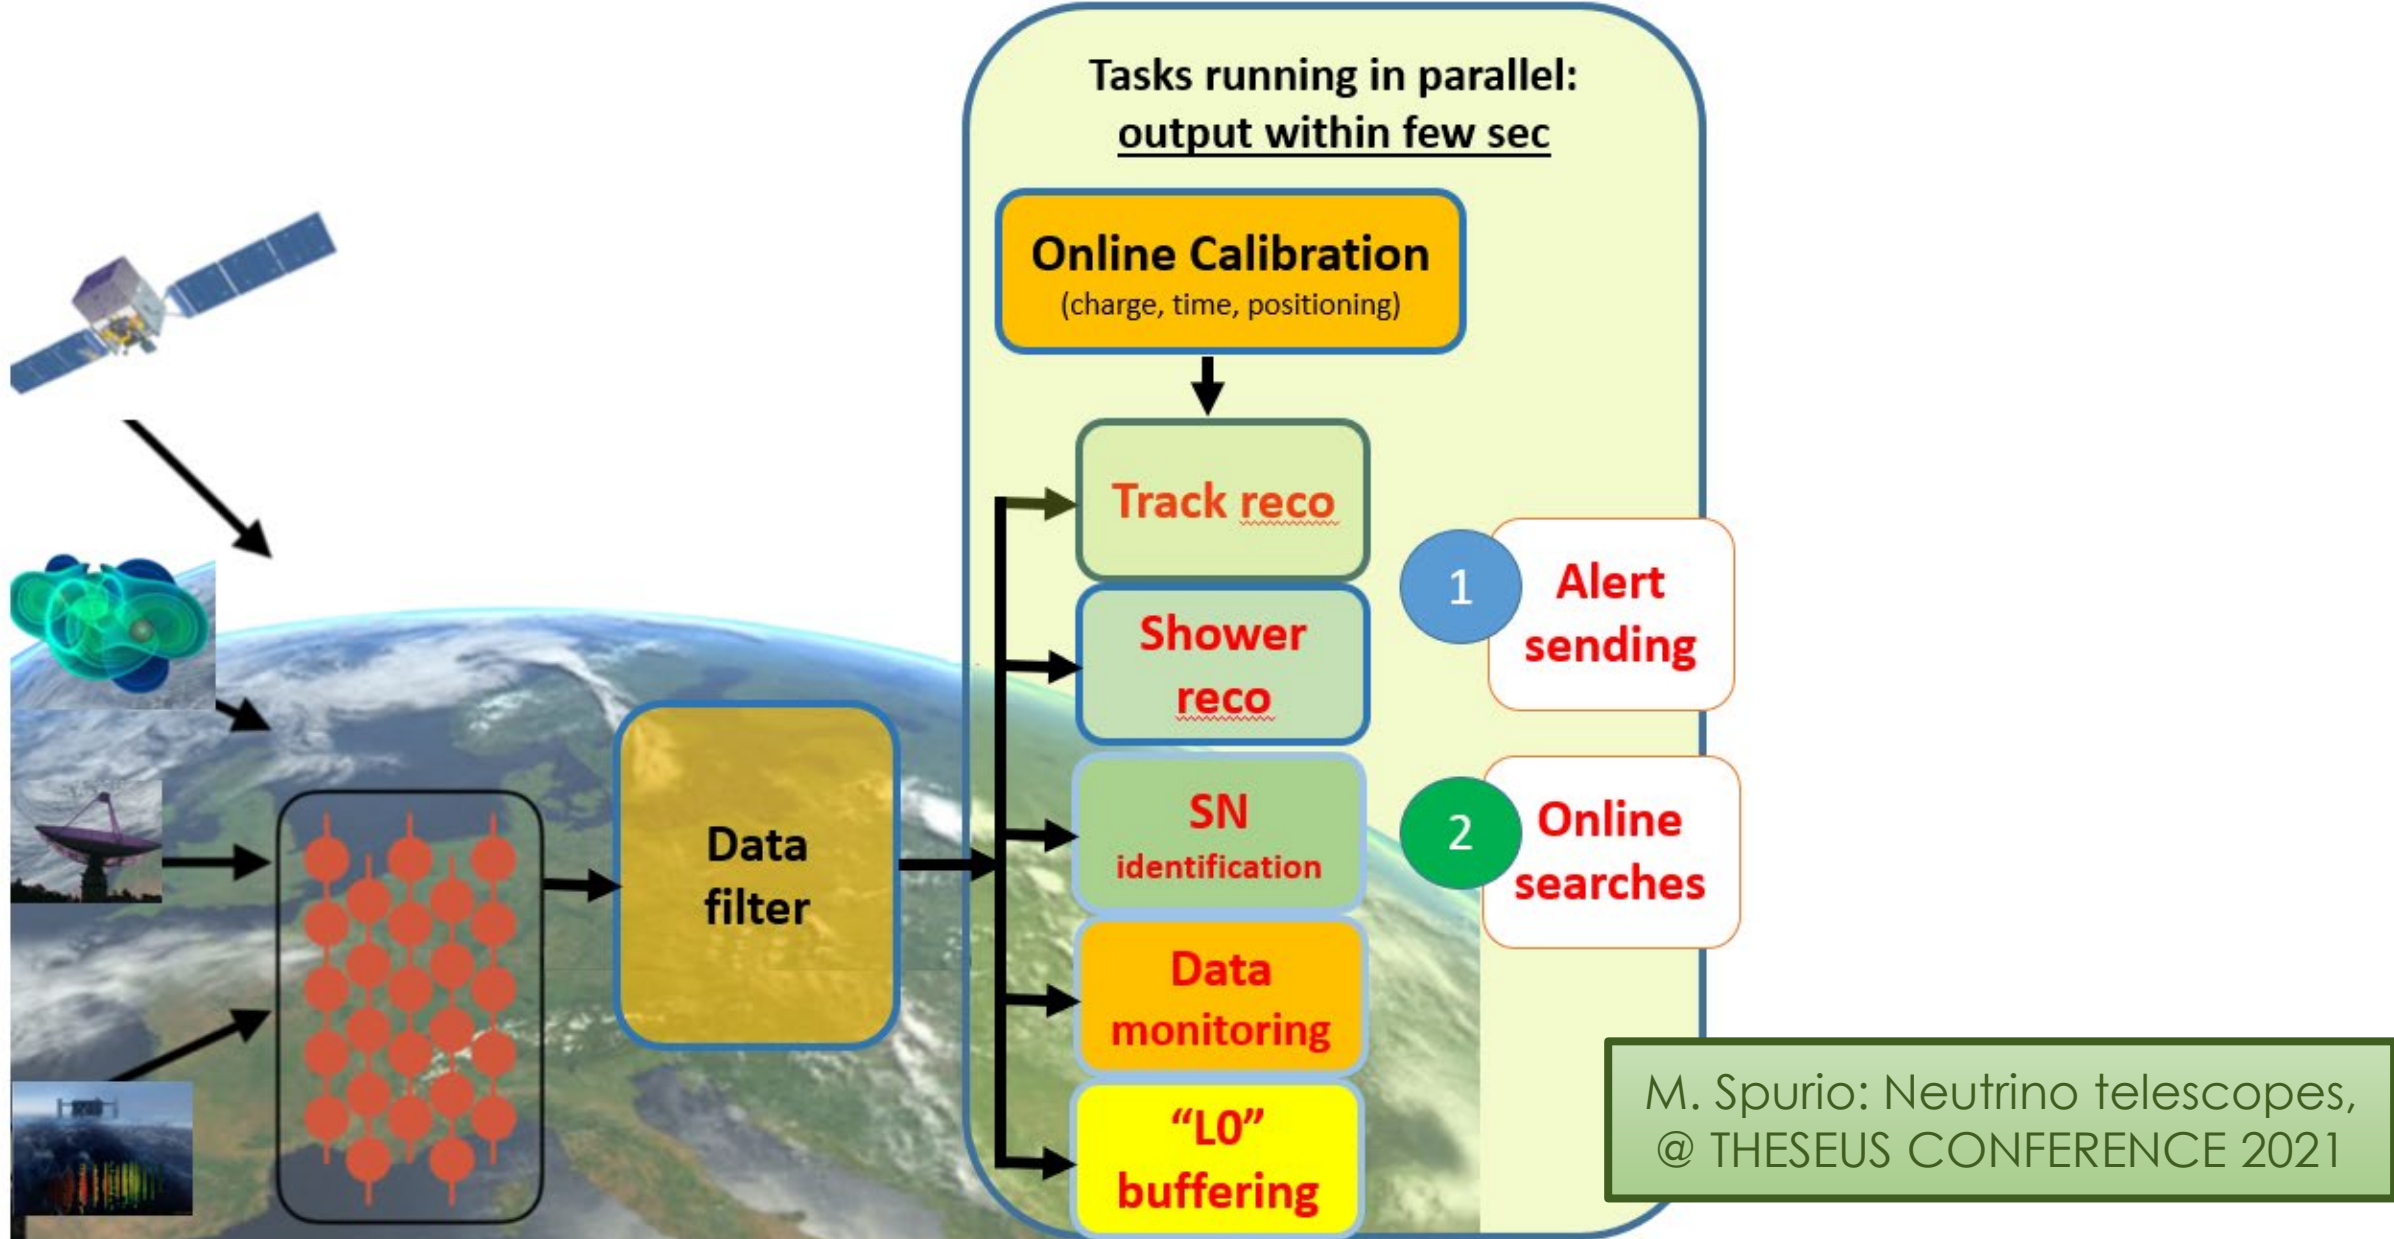 Tasks running in parallel:
output within few sec
Online Calibration
(charge, time, positioning)
Track reco
Shower
reco
SN
identification
Data
monitoring
“L0”
buffering
Data
filter
1
Alert
sending
2
Online
searches
M. Spurio: Neutrino telescopes,
@ THESEUS CONFERENCE 2021